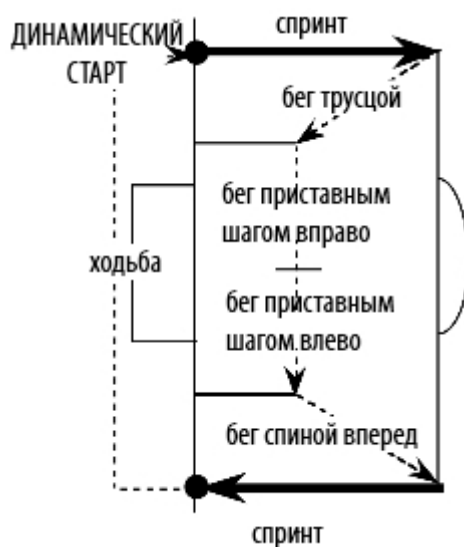 спринт
ДИНАМИЧЕСКИЙ
СТАРТ
бег трусцой
бег приставным
шагом вправо
ходьба
бег приставным
шагом влево
бег спиной вперед
спринт